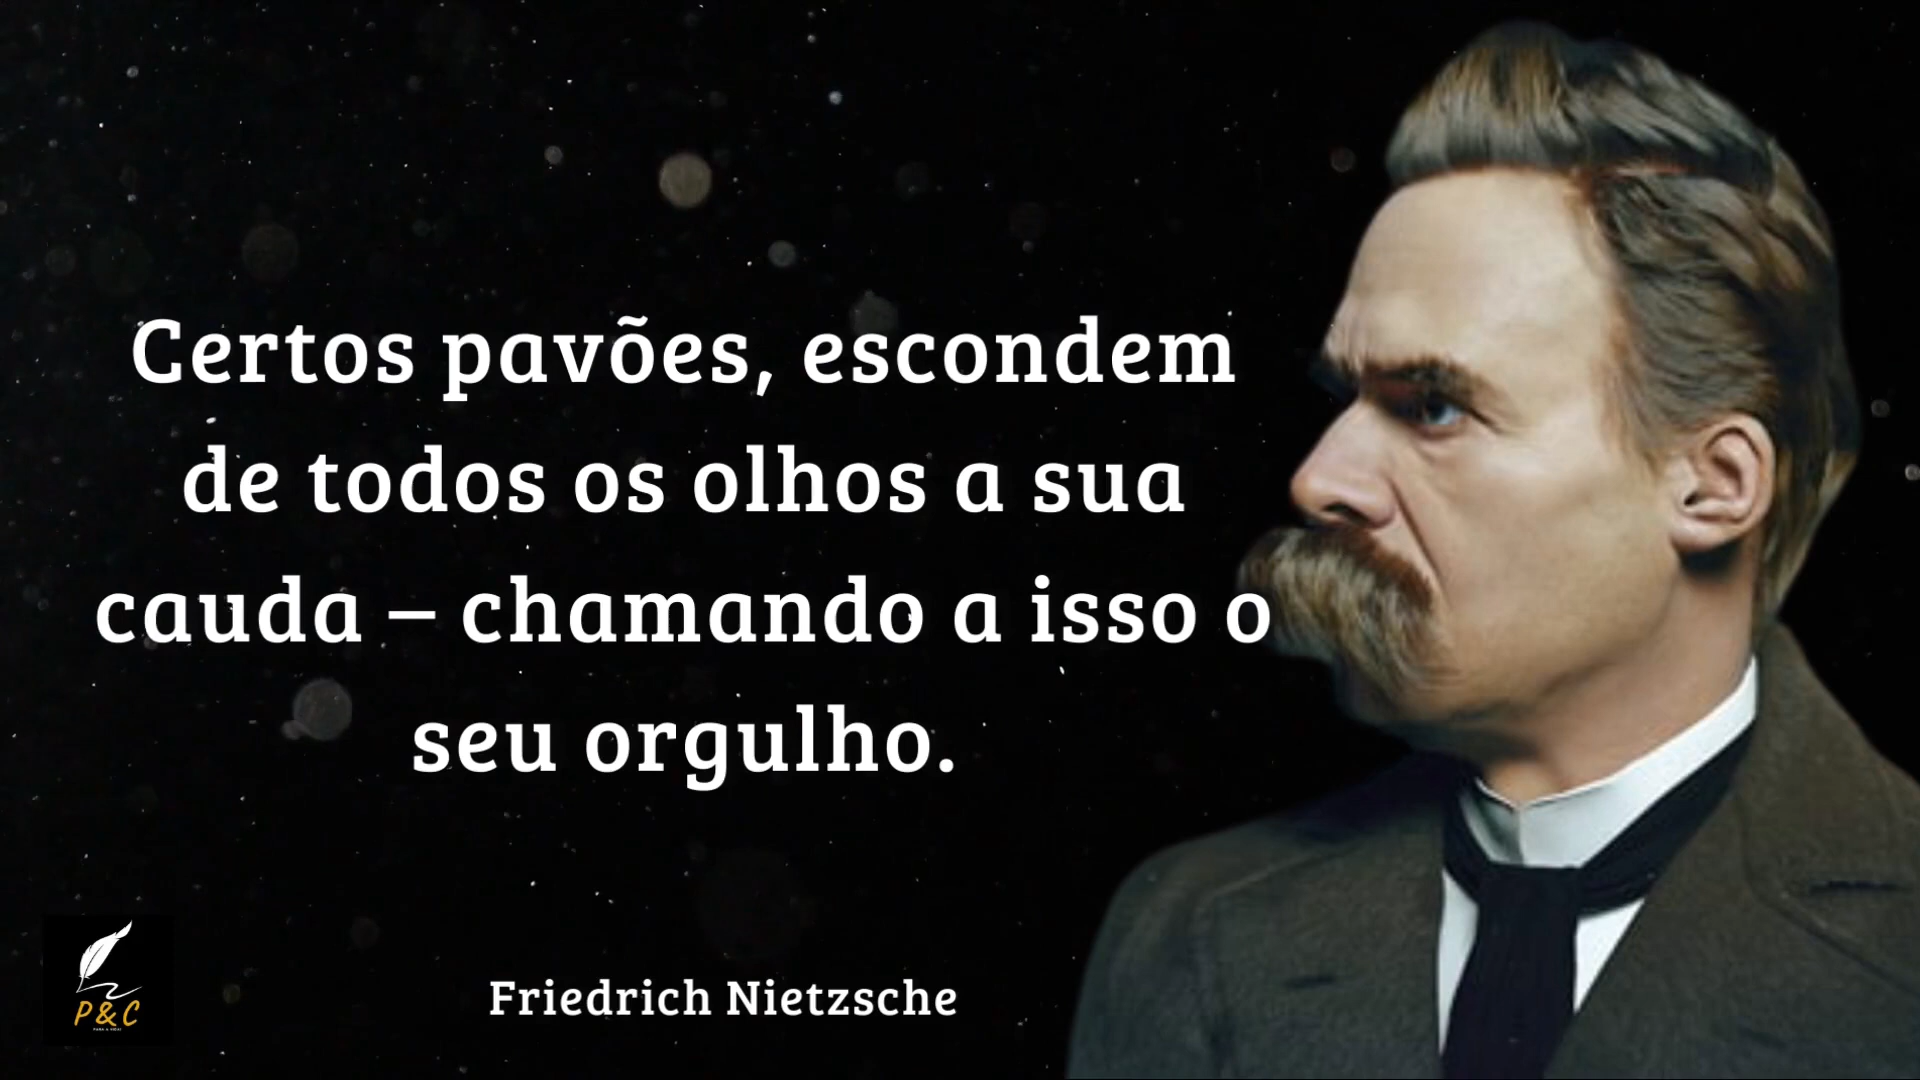 Certos pavões, escondem
de todos os olhos a sua
cauda – chamando a isso o
seu orgulho.
Friedrich Nietzsche
P&C